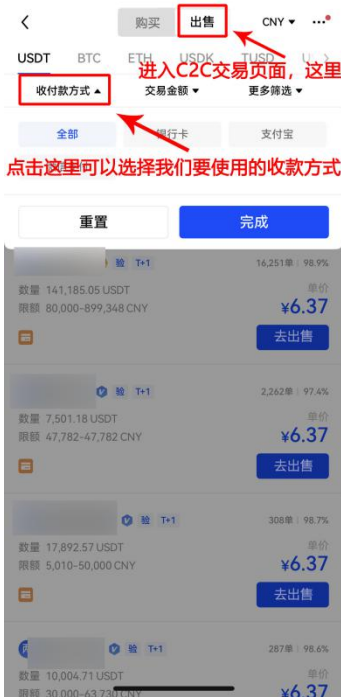 购买 出售 CNY
USDT BTC ETH USDK TUSD U
进入C2C交易页面，这里
收付款方式 交易金额 更多筛选
全部 银行卡 支付宝
点击这里可以选择我们要使用的收款方式
重置 完成
验 T+1 16,251单 | 98.9%
数量 141,185.05 USDT 单价
限额 80,000-899,348 CNY ¥6.37
去出售
验 T+1 2,262单 | 97.4%
数量 7,501.18 USDT 单价
限额 47,782-47,782 CNY ¥6.37
去出售
验 T+1 308单 | 98.7%
数量 17,892.57 USDT 单价
限额 5,010-50,000 CNY ¥6.37
去出售
验 T+1 287单 | 98.6%
数量 10,004.71 USDT 单价
限额 30,000-63,730 CNY ¥6.37